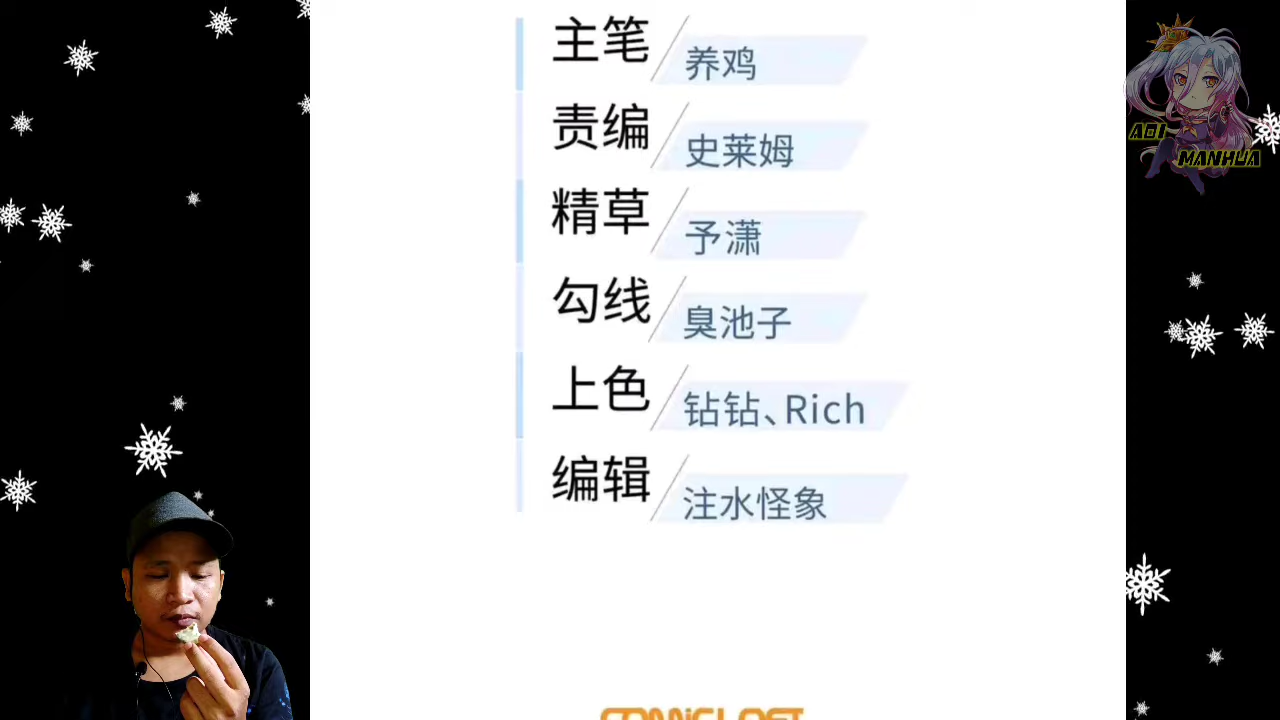 主笔 养鸡
责编 史莱姆
精草 予潇
勾线 臭池子
上色 钻钻、Rich
编辑 注水怪象
AOI
MANHUA